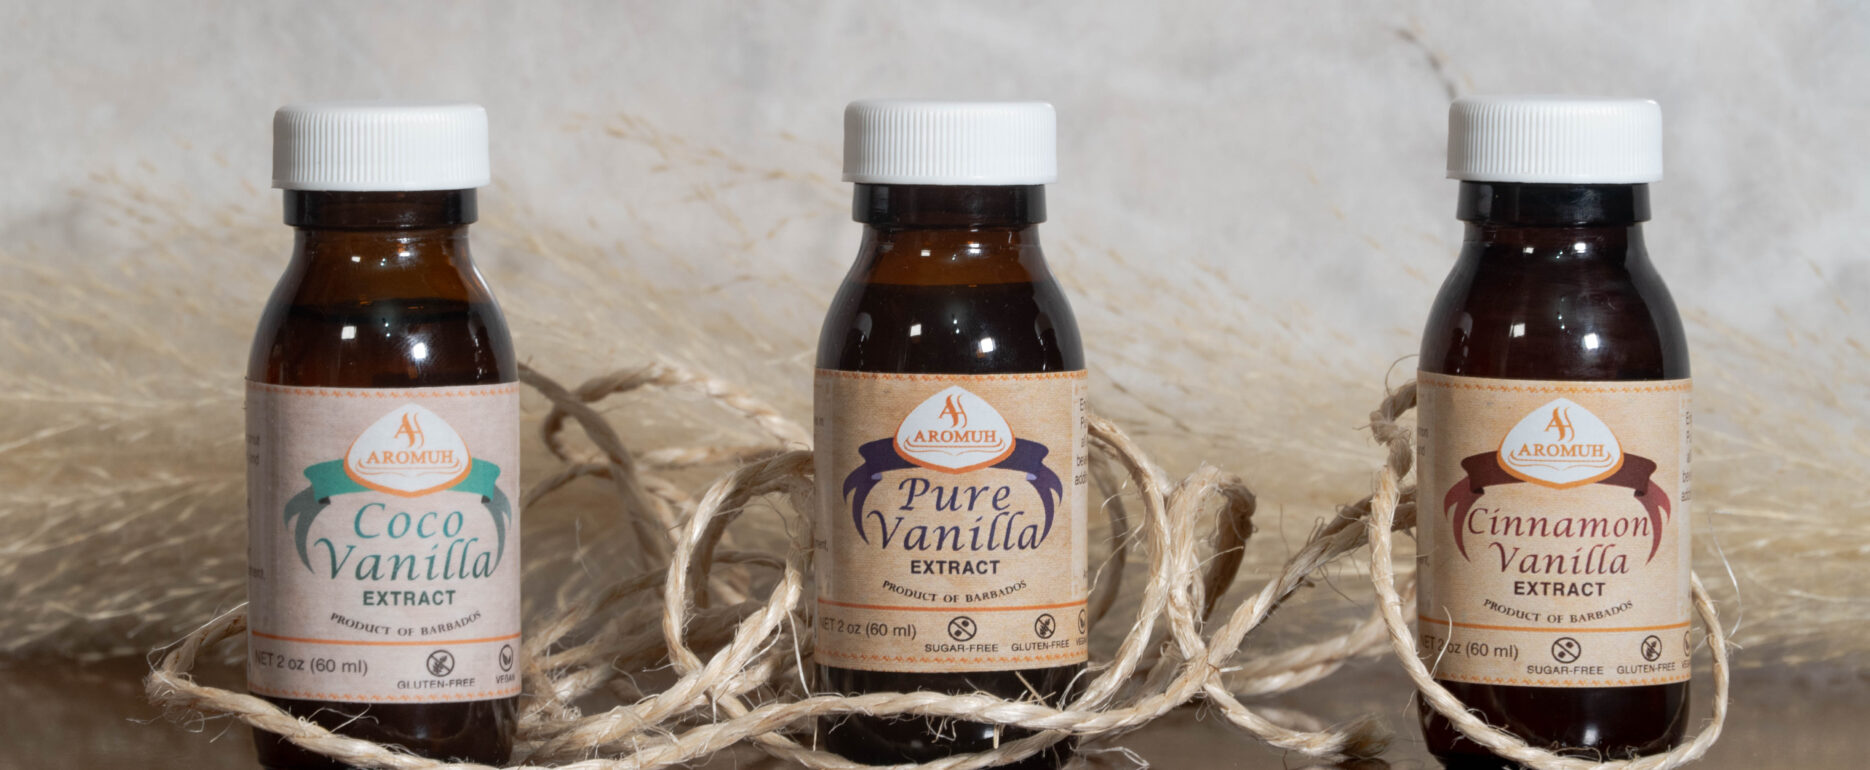 AROMUH
Coco
Vanilla
EXTRACT
PRODUCT OF BARBADOS
NET 2 oz (60 ml)
GLUTEN-FREE
VEGAN
AROMUH
Pure
Vanilla
EXTRACT
PRODUCT OF BARBADOS
NET 2 oz (60 ml)
SUGAR-FREE
GLUTEN-FREE
AROMUH
Cinnamon
Vanilla
EXTRACT
PRODUCT OF BARBADOS
2 oz (60 ml)
SUGAR-FREE
GLUTEN-FREE